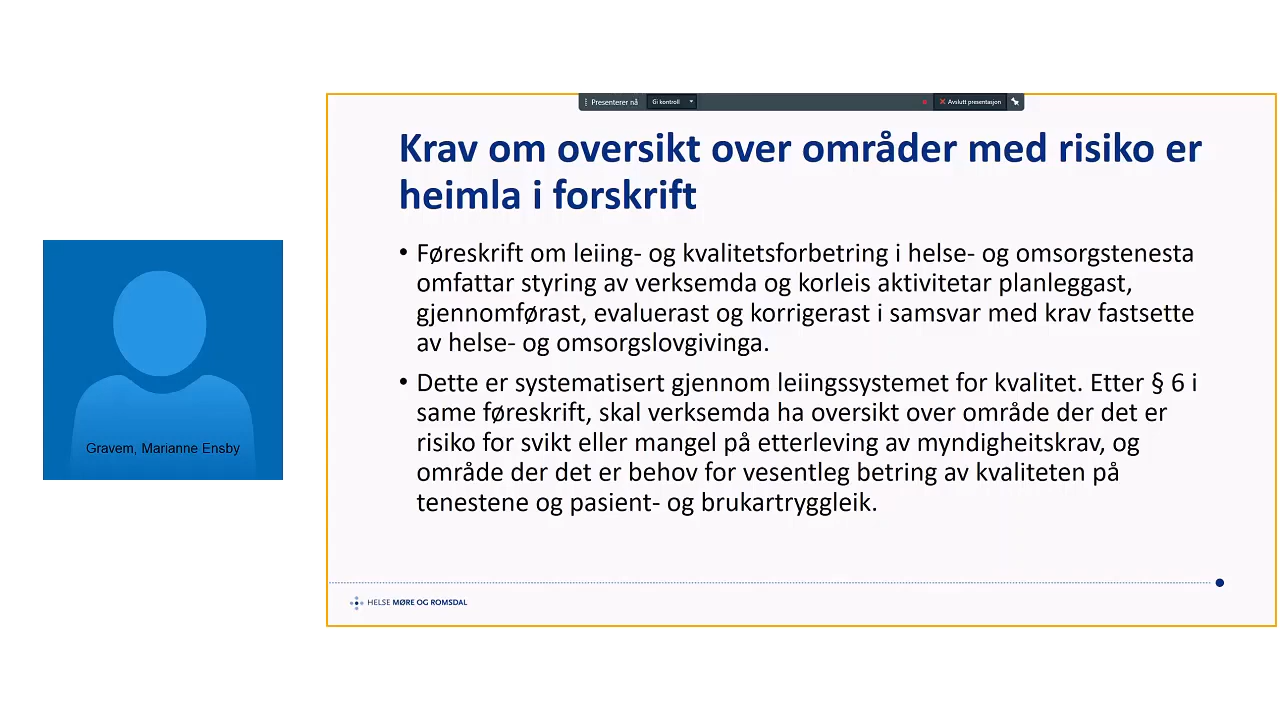 Presenterer nå
Gi kontroll
Avslutt presentasjon
Krav om oversikt over områder med risiko er
heimla i forskrift
• Føreskrift om leiing- og kvalitetsforbetring i helse- og omsorgstenesta
omfattar styring av verksemda og korleis aktivitetar planleggast,
gjennomførast, evaluerast og korrigerast i samsvar med krav fastsette
av helse- og omsorgslovgivinga.
• Dette er systematisert gjennom leiingssystemet for kvalitet. Etter § 6 i
same føreskrift, skal verksemda ha oversikt over område der det er
risiko for svikt eller mangel på etterleving av myndigheitskrav, og
område der det er behov for vesentleg betring av kvaliteten på
tenestene og pasient- og brukartryggleik.
Gravem, Marianne Ensby
HELSE MØRE OG ROMSDAL